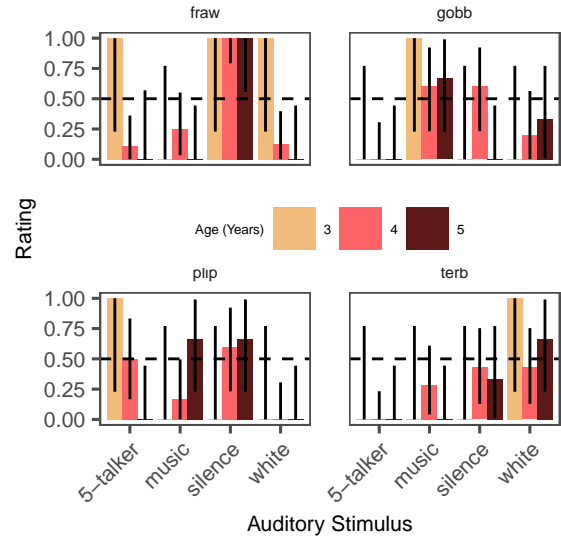 fraw gobb
1.00
0.75
0.50
0.25
0.00
Rating
Age (Years) 3 4 5
plip terb
1.00
0.75
0.50
0.25
0.00
5−talker music silence white 5−talker music silence white
Auditory Stimulus